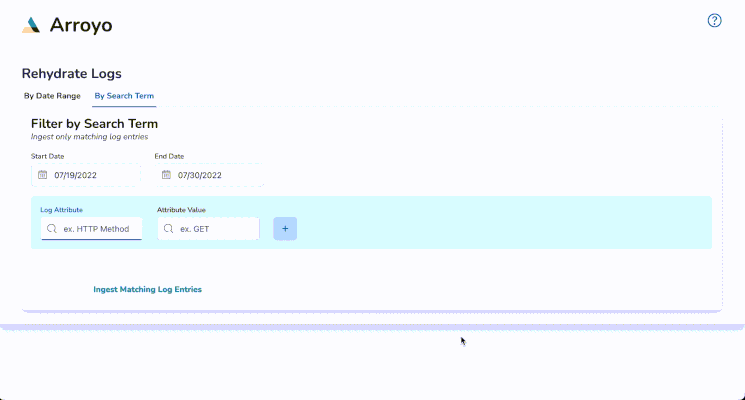 Arroyo
?
Rehydrate Logs
By Date Range By Search Term
Filter by Search Term
Ingest only matching log entries
Start Date End Date
07/19/2022 07/30/2022
Log Attribute Attribute Value
ex. HTTP Method ex. GET +
Ingest Matching Log Entries